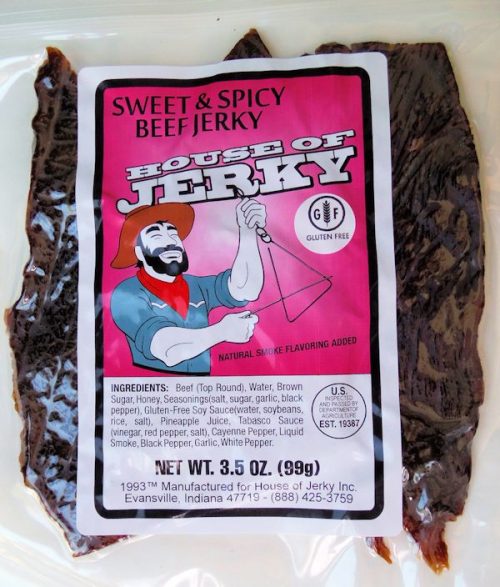 SWEET & SPICY
BEEF JERKY
HOUSE OF
JERKY
G F
GLUTEN FREE
NATURAL SMOKE FLAVORING ADDED
INGREDIENTS: Beef (Top Round), Water, Brown
Sugar, Honey, Seasonings(salt, sugar, garlic, black
pepper), Gluten-Free Soy Sauce(water, soybeans,
rice, salt), Pineapple Juice, Tabasco Sauce
(vinegar, red pepper, salt), Cayenne Pepper, Liquid
Smoke, Black Pepper, Garlic, White Pepper.
U.S.
INSPECTED
AND PASSED BY
DEPARTMENT OF
AGRICULTURE
EST. 19387
NET WT. 3.5 OZ. (99g)
1993™ Manufactured for House of Jerky Inc.
Evansville, Indiana 47719 - (888) 425-3759